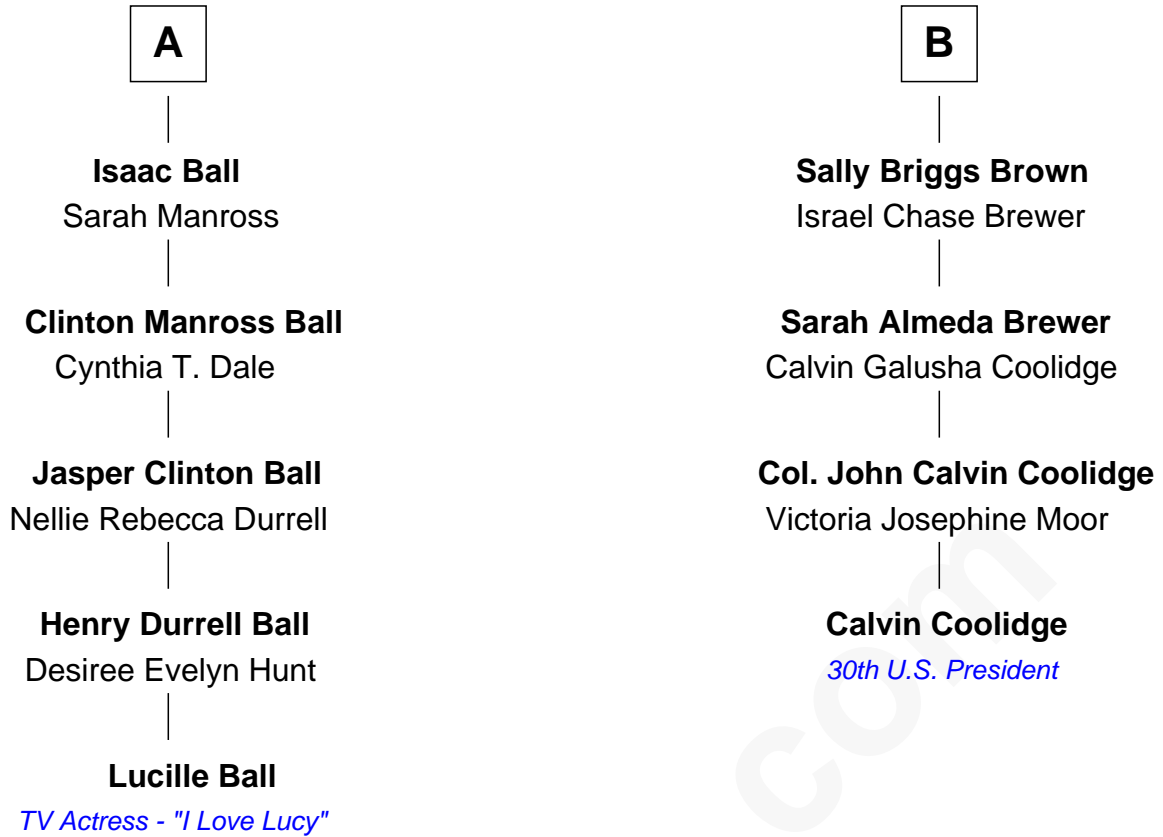 A
Isaac Ball
Sarah Manross
Clinton Manross Ball
Cynthia T. Dale
Jasper Clinton Ball
Nellie Rebecca Durrell
Henry Durrell Ball
Desiree Evelyn Hunt
Lucille Ball
TV Actress - "I Love Lucy"
B
Sally Briggs Brown
Israel Chase Brewer
Sarah Almeda Brewer
Calvin Galusha Coolidge
Col. John Calvin Coolidge
Victoria Josephine Moor
Calvin Coolidge
30th U.S. President
com